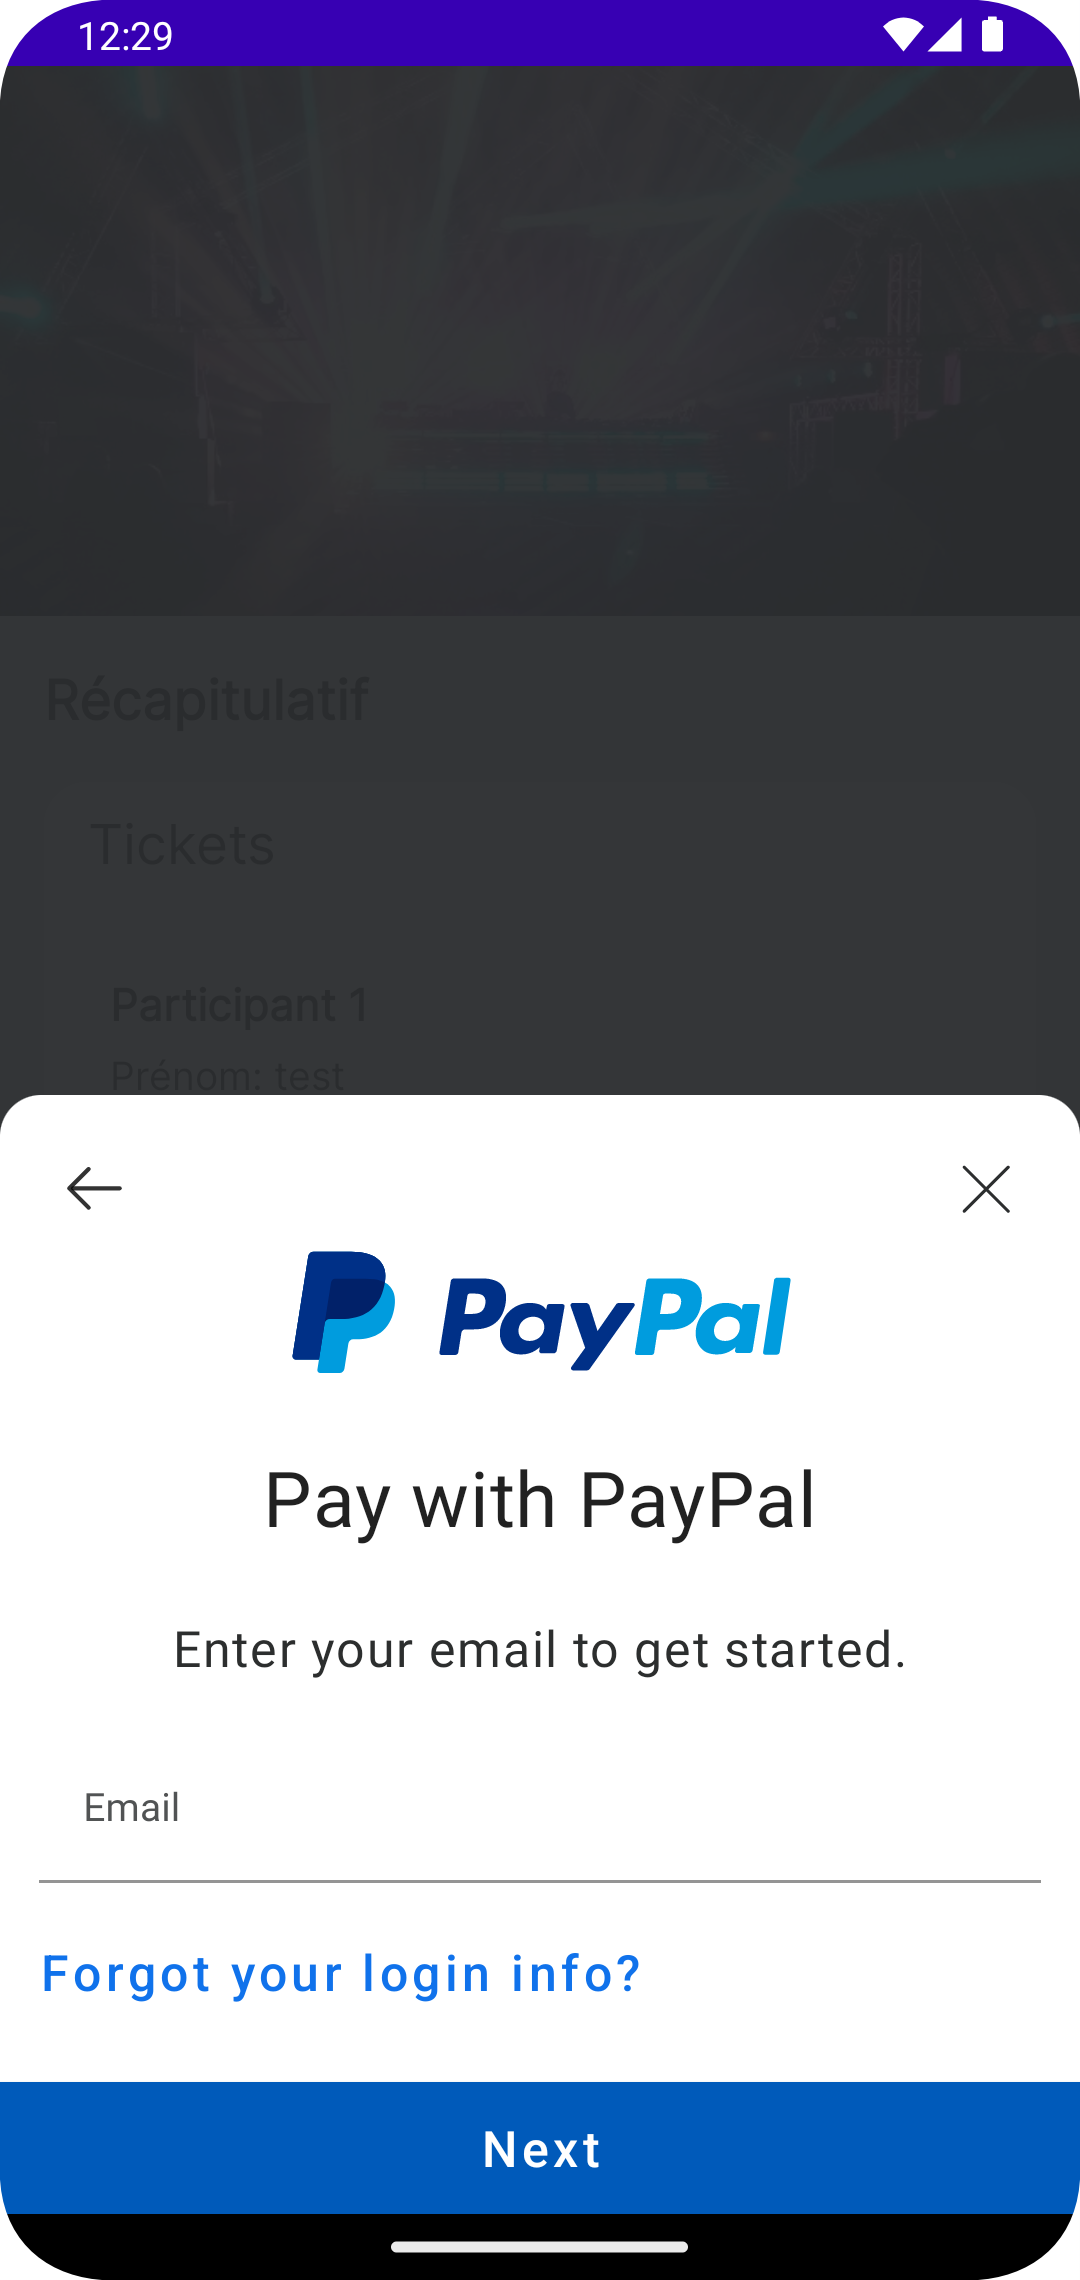 12:29
Récapitulatif
Tickets
Participant 1
Prénom: test
PayPal
Pay with PayPal
Enter your email to get started.
Email
Forgot your login info?
Next